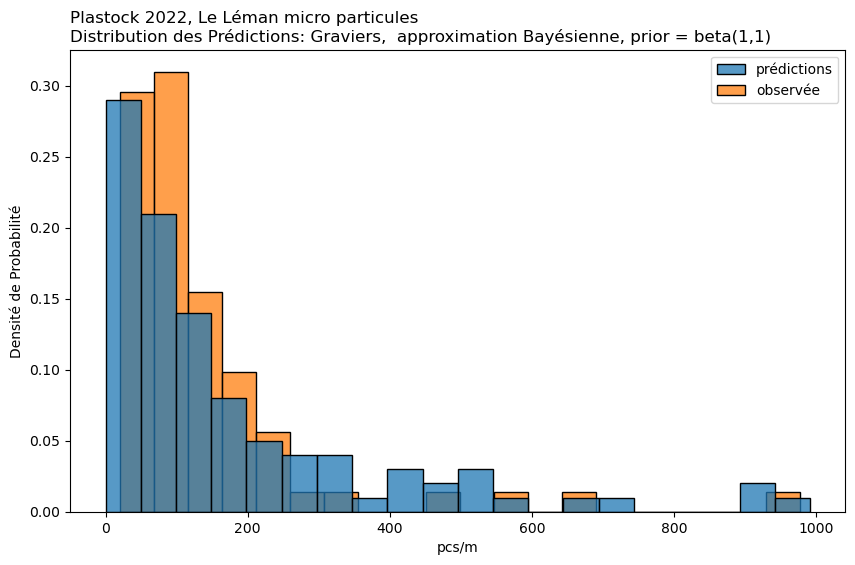 Plastock 2022, Le Léman micro particules
Distribution des Prédictions: Graviers,  approximation Bayésienne, prior = beta(1,1)
prédictions
observée
Densité de Probabilité
0.30
0.25
0.20
0.15
0.10
0.05
0.00
0 200 400 600 800 1000
pcs/m